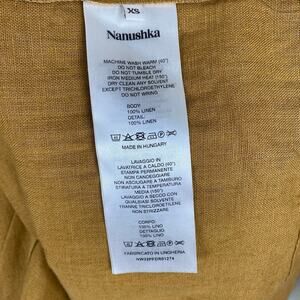 XS
Nanushka
MACHINE WASH WARM (40°)
DO NOT BLEACH
DO NOT TUMBLE DRY
IRON MEDIUM HEAT (150°)
DRY CLEAN ANY SOLVENT
EXCEPT TRICHLOROETHYLENE
DO NOT WRING
BODY:
100% LINEN
DETAIL:
100% LINEN
MADE IN HUNGARY
LAVAGGIO IN
LAVATRICE A CALDO (40°)
STAMPA PERMANENTE
NON CANDEGGIARE
NON ASCIUGARE A TAMBURO
STIRATURA A TEMPERATURA
MEDIA (150°)
LAVAGGIO A SECCO CON
QUALSIASI SOLVENTE
TRANNE TRICLOROETILENE
NON STRIZZARE
CORPO:
100% LINO
DETTAGLIO:
100% LINO
FABRICATO IN UNGHERIA